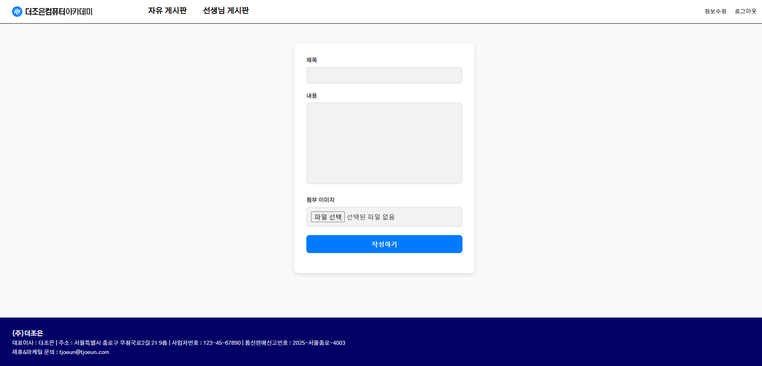 더조은컴퓨터아카데미
자유 게시판 선생님 게시판
정보수정 로그아웃
제목
내용
첨부 이미지
파일 선택 선택된 파일 없음
작성하기
(주)더조은
대표이사 : 더조은 | 주소 : 서울특별시 종로구 우정국로2길 21 9층 | 사업자번호 : 123-45-67890 | 통신판매신고번호 : 2025-서울종로-4003
제휴&마케팅 문의 : tjoeun@tjoeun.com